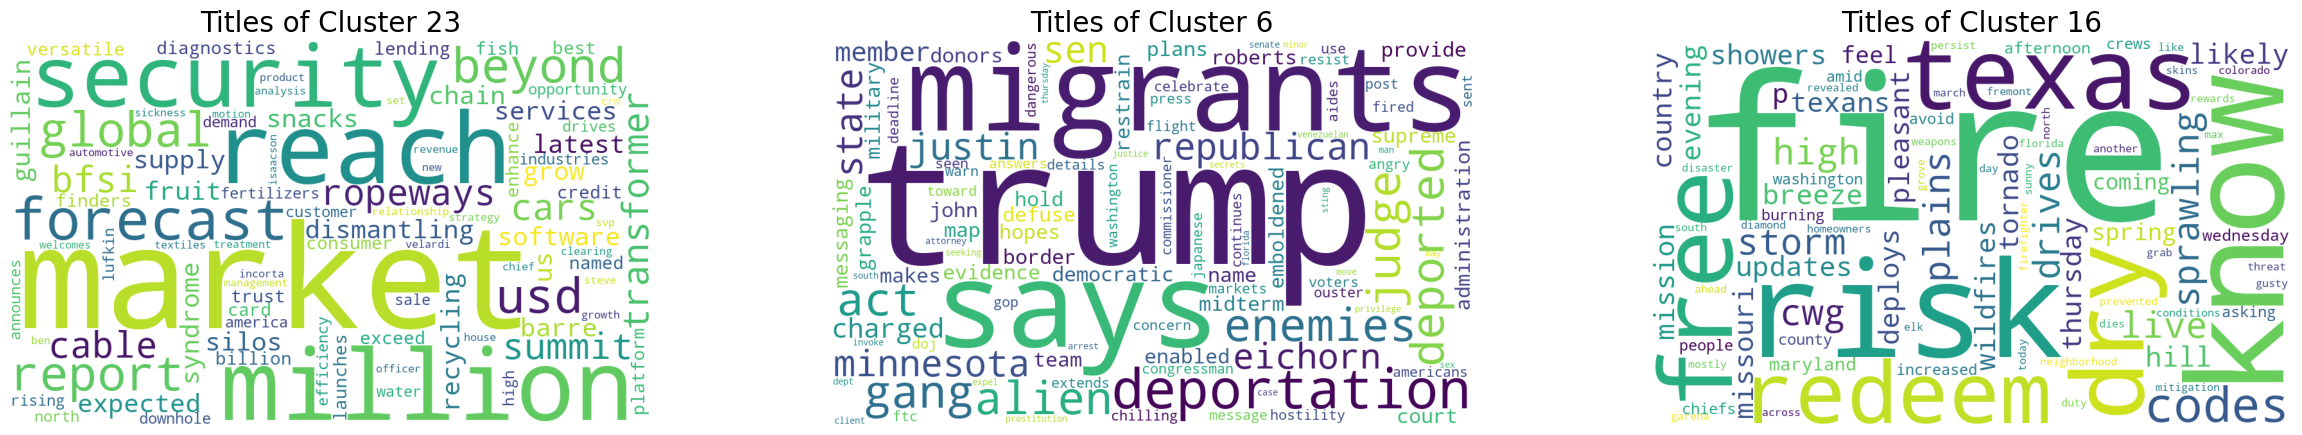 Titles of Cluster 23
versatile diagnostics lending fish best
security beyond
product analysis
guillain
chain opportunity
sickness motion set crm
global demand snacks services
drives
automotive reach revenue latest
isaacson
supply new industries
bfsi enhance grow
finders fruit fertilizers ropeways credit
transformer
forecast customer relationship strategy cars svp
dismantling software
welcomes textiles treatment consumer velardi clearing
lufkin us chief named
market
incorta
management steve
announces syndrome trust sale usd
card growth
america recycling barre
ben
cable silos efficiency exceed house summit
billion launches
report officer high platform
million
rising expected water
north downhole
Titles of Cluster 6
member donors sen plans senate minor use provide
roberts resist
migrants
state military deadline dangerous thursday restrain celebrate post
press aides fired sent
flight venezuelan supreme
justin republican man
justice angry
messaging grapple seen answers details secrets
warn
trump
toward washington commissioner emboldened judge deported administration
john hold
defuse continues
map hopes japanese florida sting
attorney
south seeking border move may
makes evidence democratic name voters
act gop says markets ouster
midterm privilege
charged concern enemies
doj
invoke arrest
minnesota team enabled eichorn
congressman sex
dept expel extends case americans
gang alien deportation
chilling message hostility
client ftc prostitution court
Titles of Cluster 16
country evening showers feel persist afternoon crews like likely
texas
amid skins colorado
revealed march fremont
p texans avoid rewards
fire
free know
pleasant north
weapons florida max
high another
disaster washington grove day sunny tornado sprawling
breeze coming
mission burning plains drives
south diamond homeowners firefighter spring wednesday
storm wildfires
grab
updates threat
ahead risk thursday dry gusty
missouri deploys prevented
cwg elk dies conditions
live asking
people county today
mostly maryland increased neighborhood hill
chiefs redeem duty mitigation
garena across codes